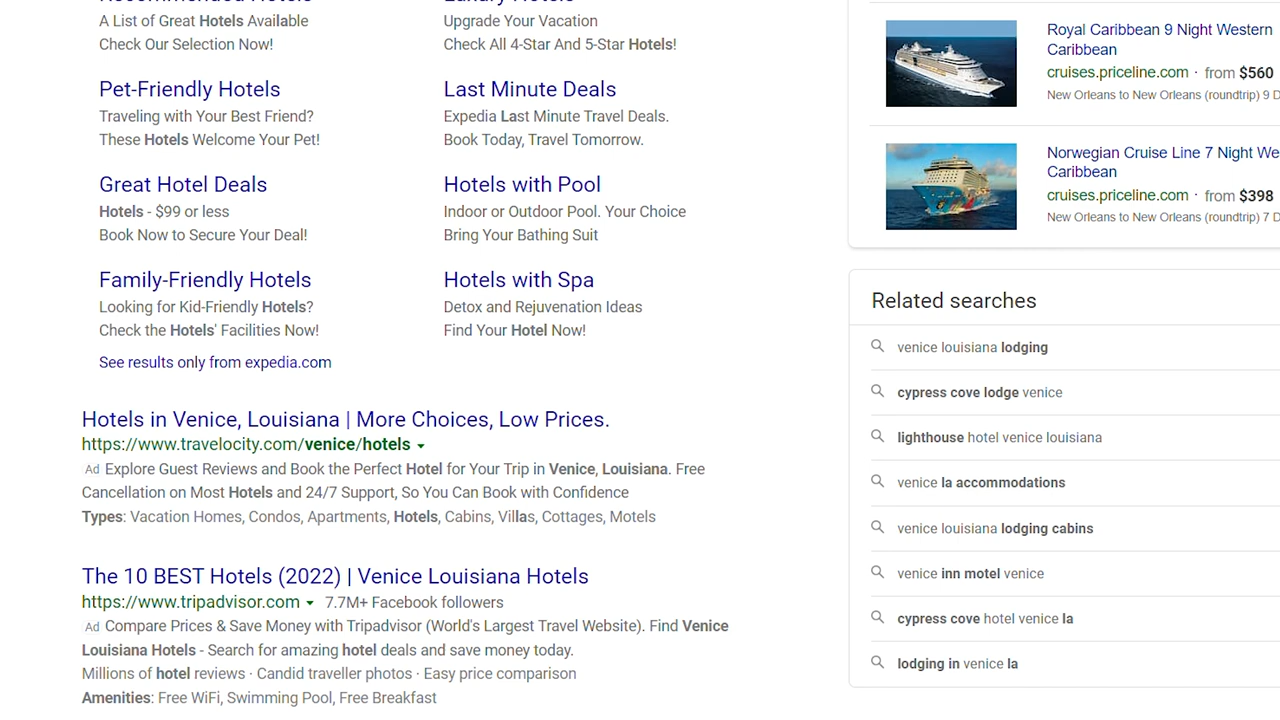 A List of Great Hotels Available
Check Our Selection Now!
Upgrade Your Vacation
Check All 4-Star And 5-Star Hotels!
Pet-Friendly Hotels
Traveling with Your Best Friend?
These Hotels Welcome Your Pet!
Last Minute Deals
Expedia Last Minute Travel Deals.
Book Today, Travel Tomorrow.
Great Hotel Deals
Hotels - $99 or less
Book Now to Secure Your Deal!
Hotels with Pool
Indoor or Outdoor Pool. Your Choice
Bring Your Bathing Suit
Family-Friendly Hotels
Looking for Kid-Friendly Hotels?
Check the Hotels' Facilities Now!
Hotels with Spa
Detox and Rejuvenation Ideas
Find Your Hotel Now!
See results only from expedia.com
Hotels in Venice, Louisiana | More Choices, Low Prices.
https://www.travelocity.com/venice/hotels
Ad Explore Guest Reviews and Book the Perfect Hotel for Your Trip in Venice, Louisiana. Free
Cancellation on Most Hotels and 24/7 Support, So You Can Book with Confidence
Types: Vacation Homes, Condos, Apartments, Hotels, Cabins, Villas, Cottages, Motels
The 10 BEST Hotels (2022) | Venice Louisiana Hotels
https://www.tripadvisor.com 7.7M+ Facebook followers
Ad Compare Prices & Save Money with Tripadvisor (World's Largest Travel Website). Find Venice
Louisiana Hotels - Search for amazing hotel deals and save money today.
Millions of hotel reviews · Candid traveller photos · Easy price comparison
Amenities: Free WiFi, Swimming Pool, Free Breakfast
Royal Caribbean 9 Night Western
Caribbean
cruises.priceline.com · from $560
New Orleans to New Orleans (roundtrip) 9 D
Norwegian Cruise Line 7 Night We
Caribbean
cruises.priceline.com · from $398
New Orleans to New Orleans (roundtrip) 7 D
Related searches
venice louisiana lodging
cypress cove lodge venice
lighthouse hotel venice louisiana
venice la accommodations
venice louisiana lodging cabins
venice inn motel venice
cypress cove hotel venice la
lodging in venice la